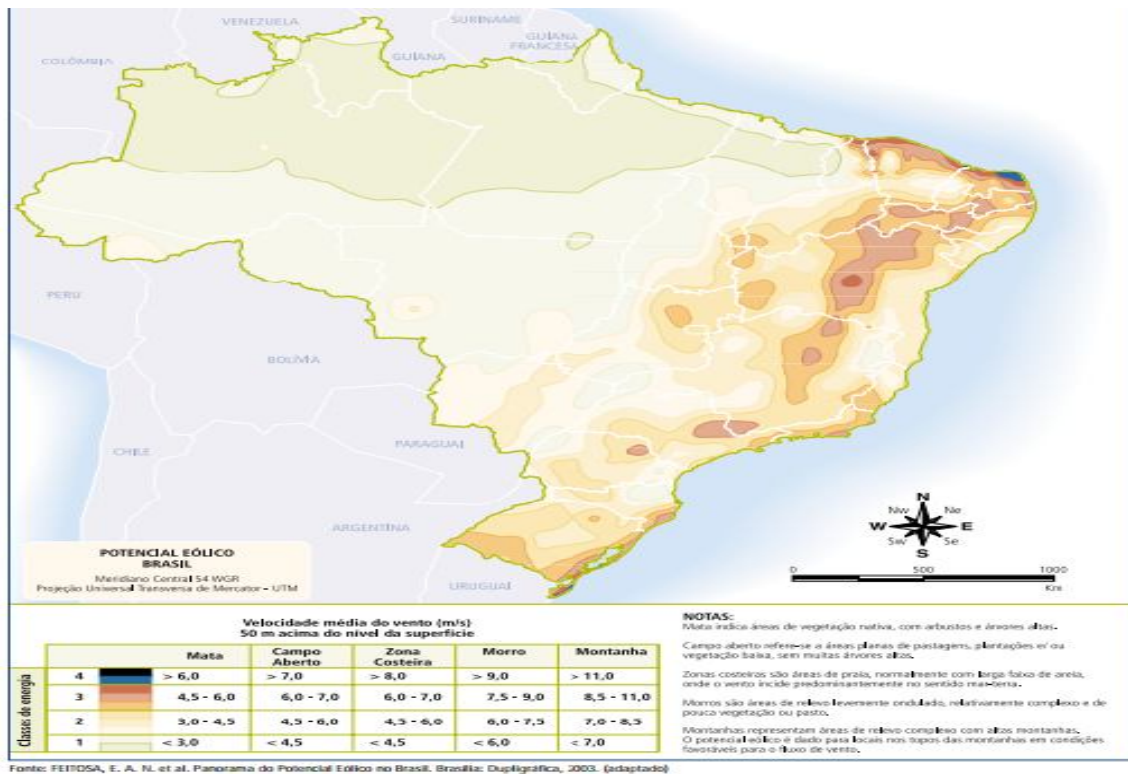 VENEZUELA
SURINAME
GUIANA
FRANCESA
GUIANA
COLÔMBIA
PERU
BOLÍVIA
PARAGUAI
CHILE
ARGENTINA
URUGUAI
N
Nw Ne
W E
Sw Se
S
0 500 1000
Km
POTENCIAL EÓLICO
BRASIL
Meridiano Central 54 WGR
Projeção Universal Transversa de Mercator - UTM
Velocidade média do vento (m/s)
50 m acima do nível da superfície
Mata Campo Aberto Zona Costeira Morro Montanha
Classes de energia
4 > 6,0 > 7,0 > 8,0 > 9,0 > 11,0
3 4,5 - 6,0 6,0 - 7,0 6,0 - 7,0 7,5 - 9,0 8,5 - 11,0
2 3,0 - 4,5 4,5 - 6,0 4,5 - 6,0 6,0 - 7,5 7,0 - 8,5
1 < 3,0 < 4,5 < 4,5 < 6,0 < 7,0
NOTAS:
Mata indica áreas de vegetação nativa, com arbustos e árvores altas.
Campo aberto refere-se a áreas planas de pastagens, plantações e/ ou
vegetação baixa, sem muitas árvores altas.
Zonas costeiras são áreas de praia, normalmente com larga faixa de areia,
onde o vento incide predominantemente no sentido mar-terra.
Morros são áreas de relevo levemente ondulado, relativamente complexo e de
pouca vegetação ou pasto.
Montanhas representam áreas de relevo complexo com altas montanhas.
O potencial eólico é dado para locais nos topos das montanhas em condições
favoráveis para o fluxo de vento.
Fonte: FEITOSA, E. A. N. et al. Panorama do Potencial Eólico no Brasil. Brasília: Dupligráfica, 2003. (adaptado)